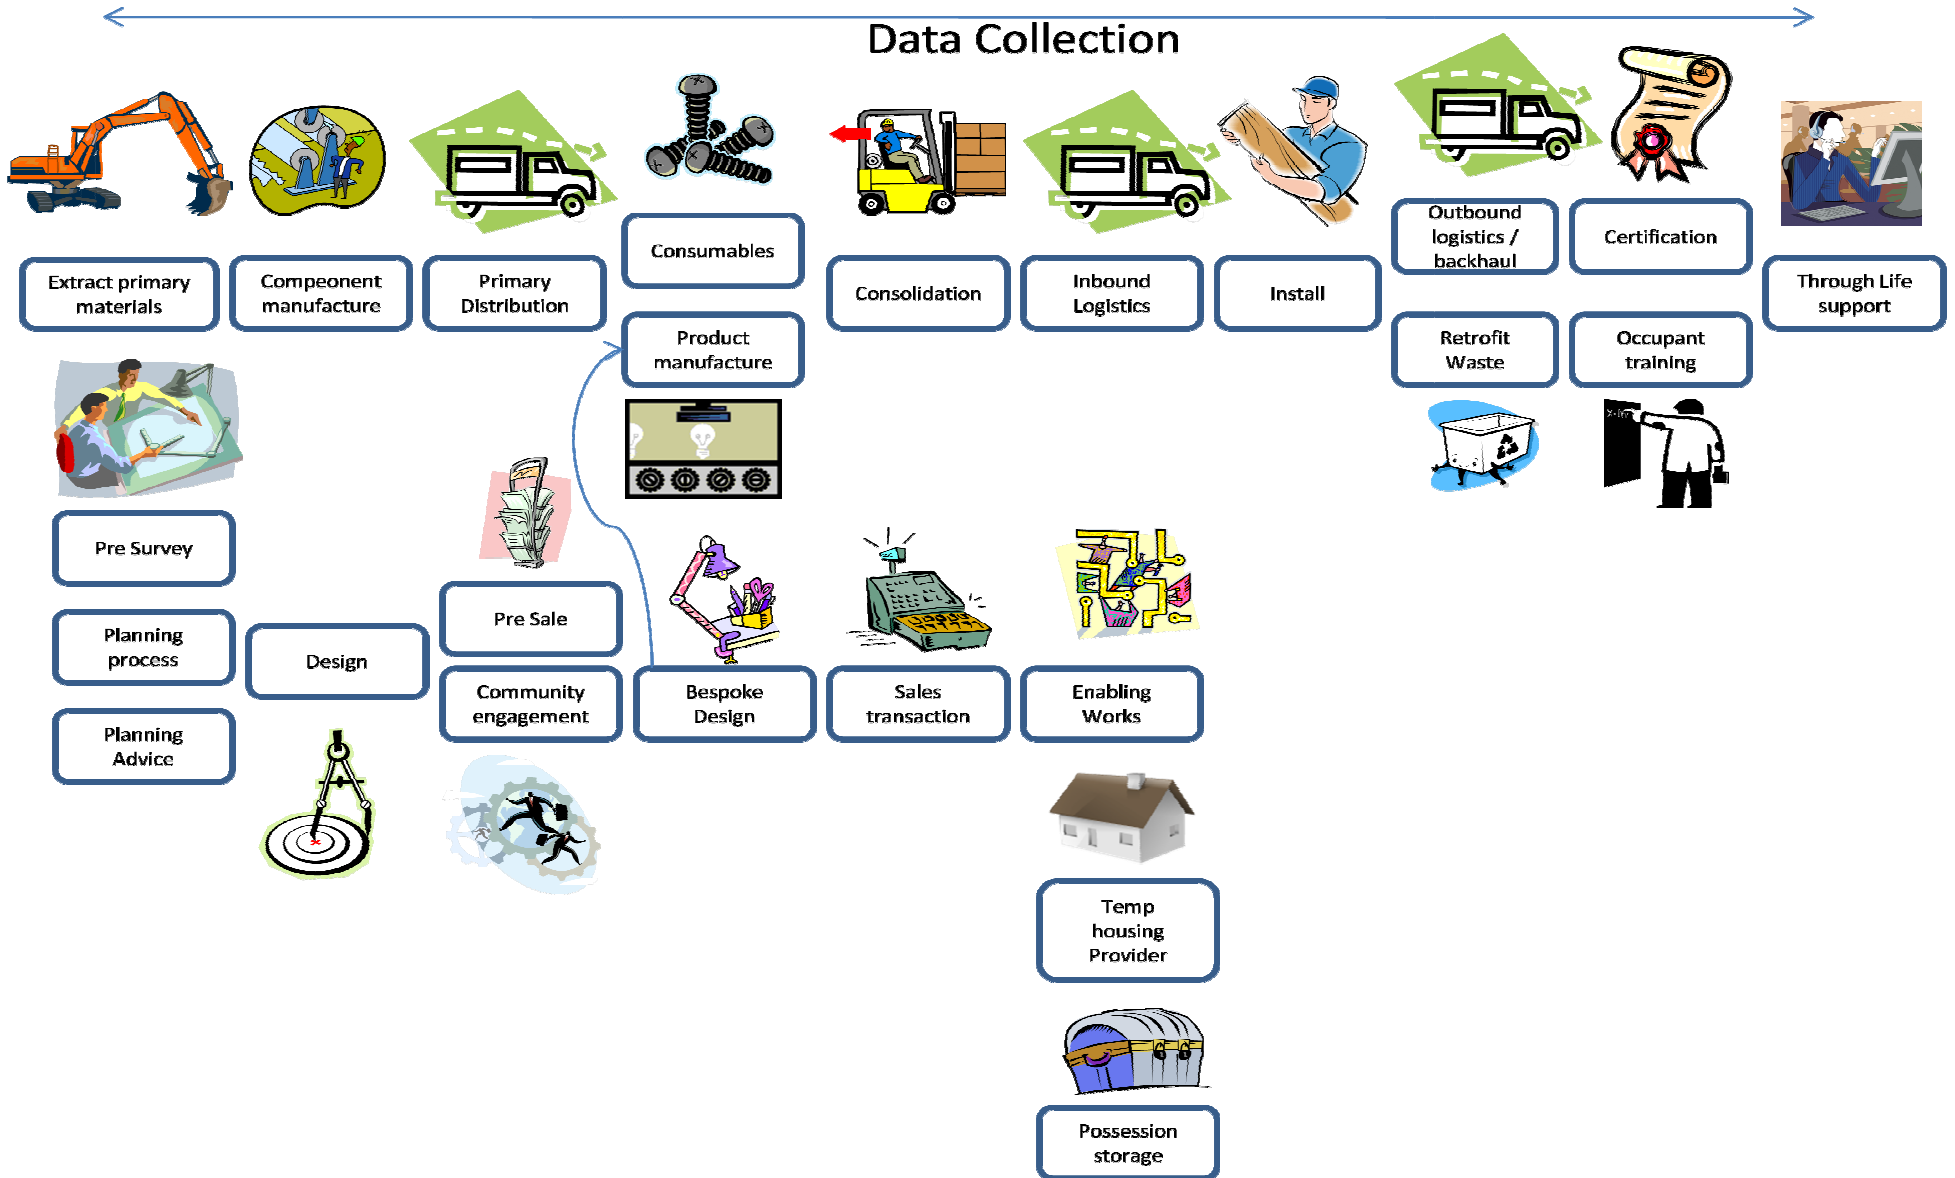 Data Collection
Extract primary
materials
Compeonent
manufacture
Primary
Distribution
Consumables
Product
manufacture
Consolidation
Inbound
Logistics
Install
Outbound
logistics /
backhaul
Retrofit
Waste
Certification
Occupant
training
Through Life
support
Pre Survey
Planning
process
Planning
Advice
Design
Pre Sale
Community
engagement
Bespoke
Design
Sales
transaction
Enabling
Works
Temp
housing
Provider
Possession
storage